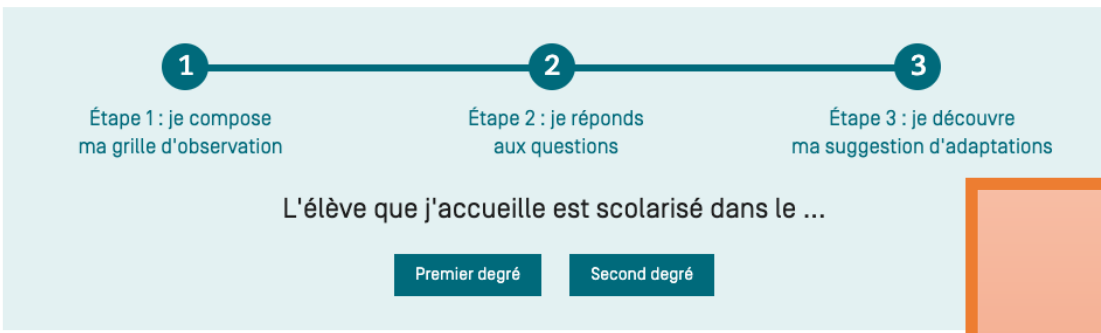 1 2 3
Étape 1 : je compose
ma grille d'observation
Étape 2 : je réponds
aux questions
Étape 3 : je découvre
ma suggestion d'adaptations
L'élève que j'accueille est scolarisé dans le ...
Premier degré
Second degré